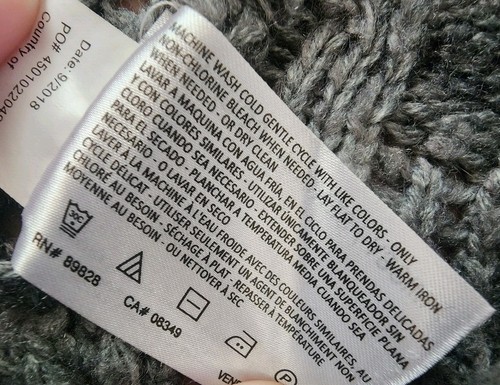 Country of
PO# 4501022040
Date: 9/2018
MACHINE WASH COLD GENTLE CYCLE WITH LIKE COLORS ONLY
NON-CHLORINE BLEACH WHEN NEEDED - LAY FLAT TO DRY - WARM IRON
WHEN NEEDED - OR DRY CLEAN
LAVAR A MAQUINA CON AGUA FRÍA, EN EL CICLO PARA PRENDAS DELICADAS
Y CON COLORES SIMILARES - UTILIZAR ÚNICAMENTE BLANQUEADOR SIN
CLORO CUANDO SEA NECESARIO - EXTENDER SOBRE UNA SUPERFICIE PLANA
PARA EL SECADO - PLANCHAR A TEMPERATURA MEDIA CUANDO SEA
NECESARIO - O LAVAR EN SECO
LAVER À LA MACHINE À L'EAU FROIDE AVEC DES COULEURS SIMILAIRES, AU
CYCLE DÉLICAT - UTILISER SEULEMENT UN AGENT DE BLANCHIMENT NON
CHLORÉ AU BESOIN - SÉCHAGE À PLAT - REPASSER À TEMPÉRATURE
MOYENNE AU BESOIN - OU NETTOYER À SEC
30C
P
RN# 89828
CA# 08349